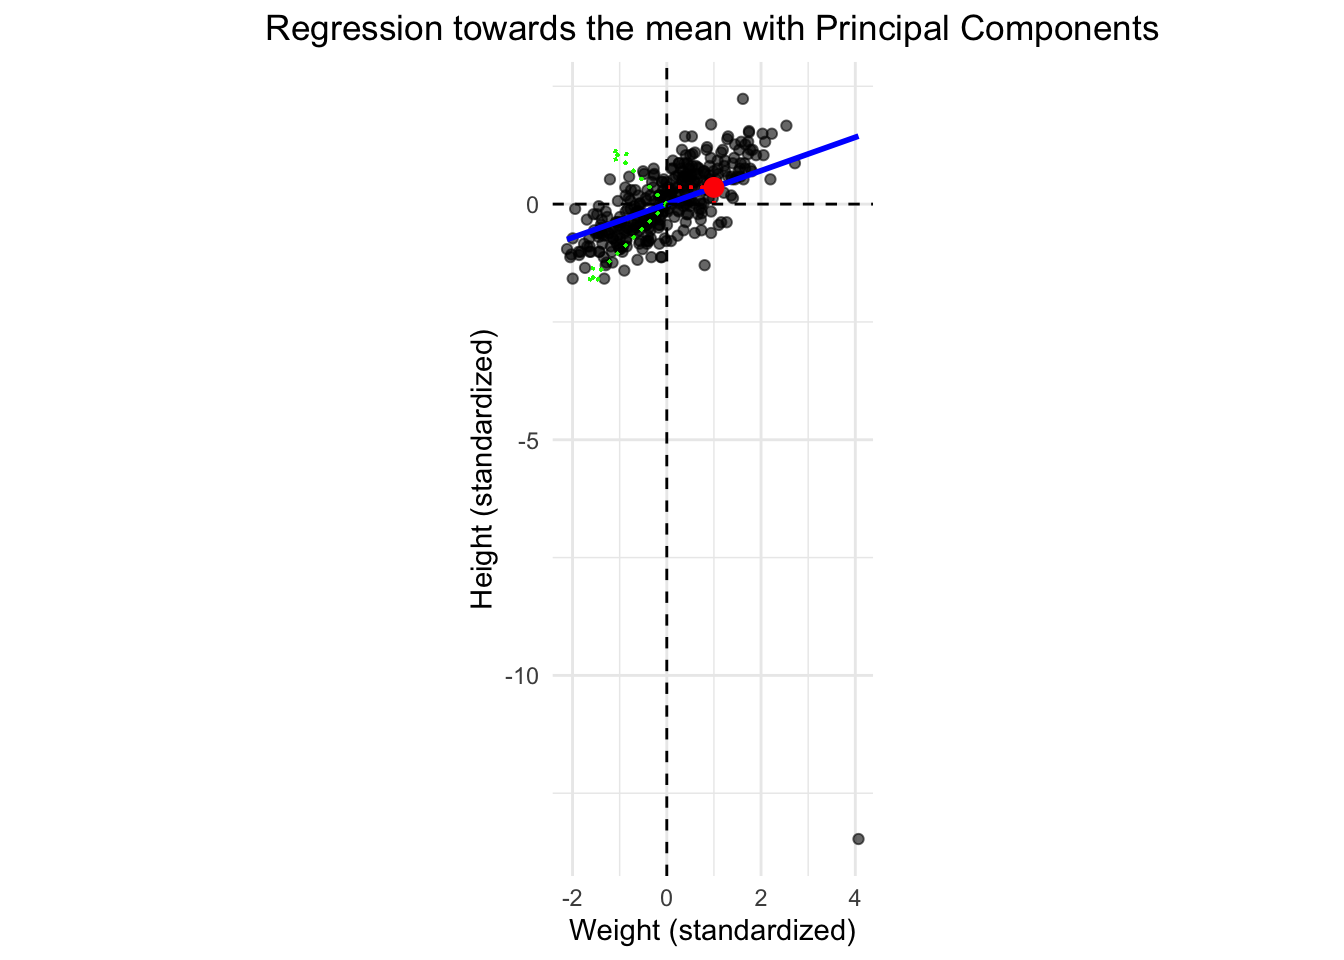 Regression towards the mean with Principal Components
0
-5
-10
Height (standardized)
-2 0 2 4
Weight (standardized)